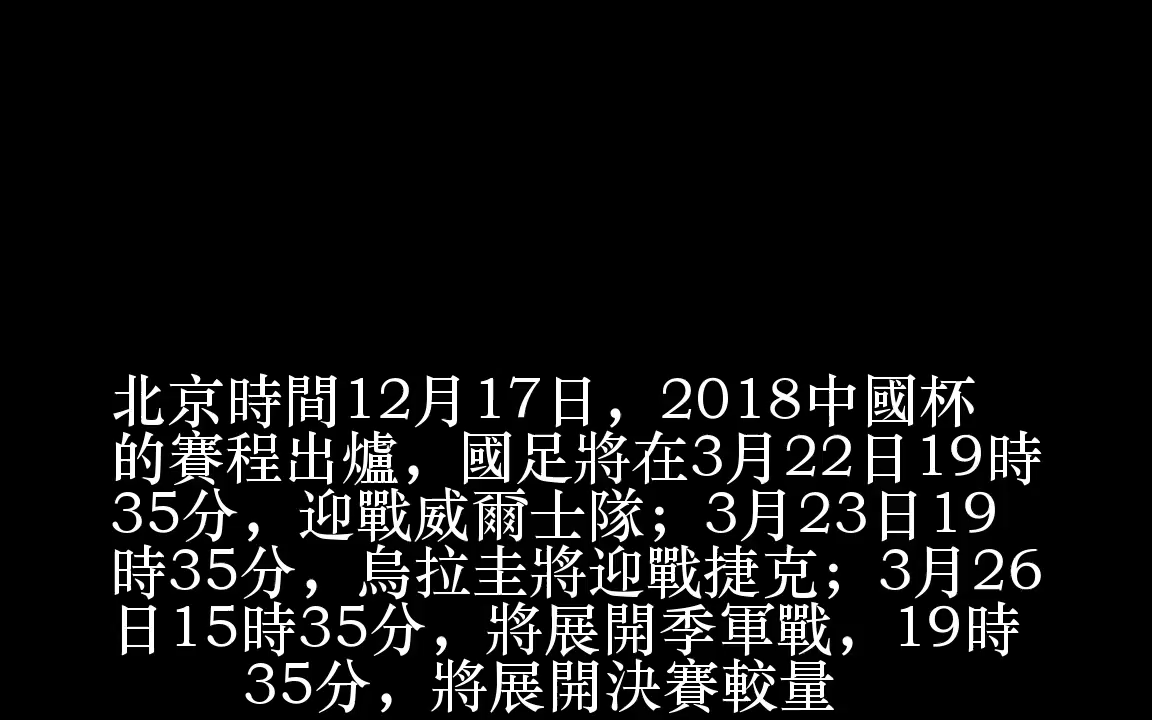 北京時間12月17日，2018中國杯
的賽程出爐，國足將在3月22日19時
35分，迎戰威爾士隊；3月23日19
時35分，烏拉圭將迎戰捷克；3月26
日15時35分，將展開季軍戰，19時
35分，將展開決賽較量